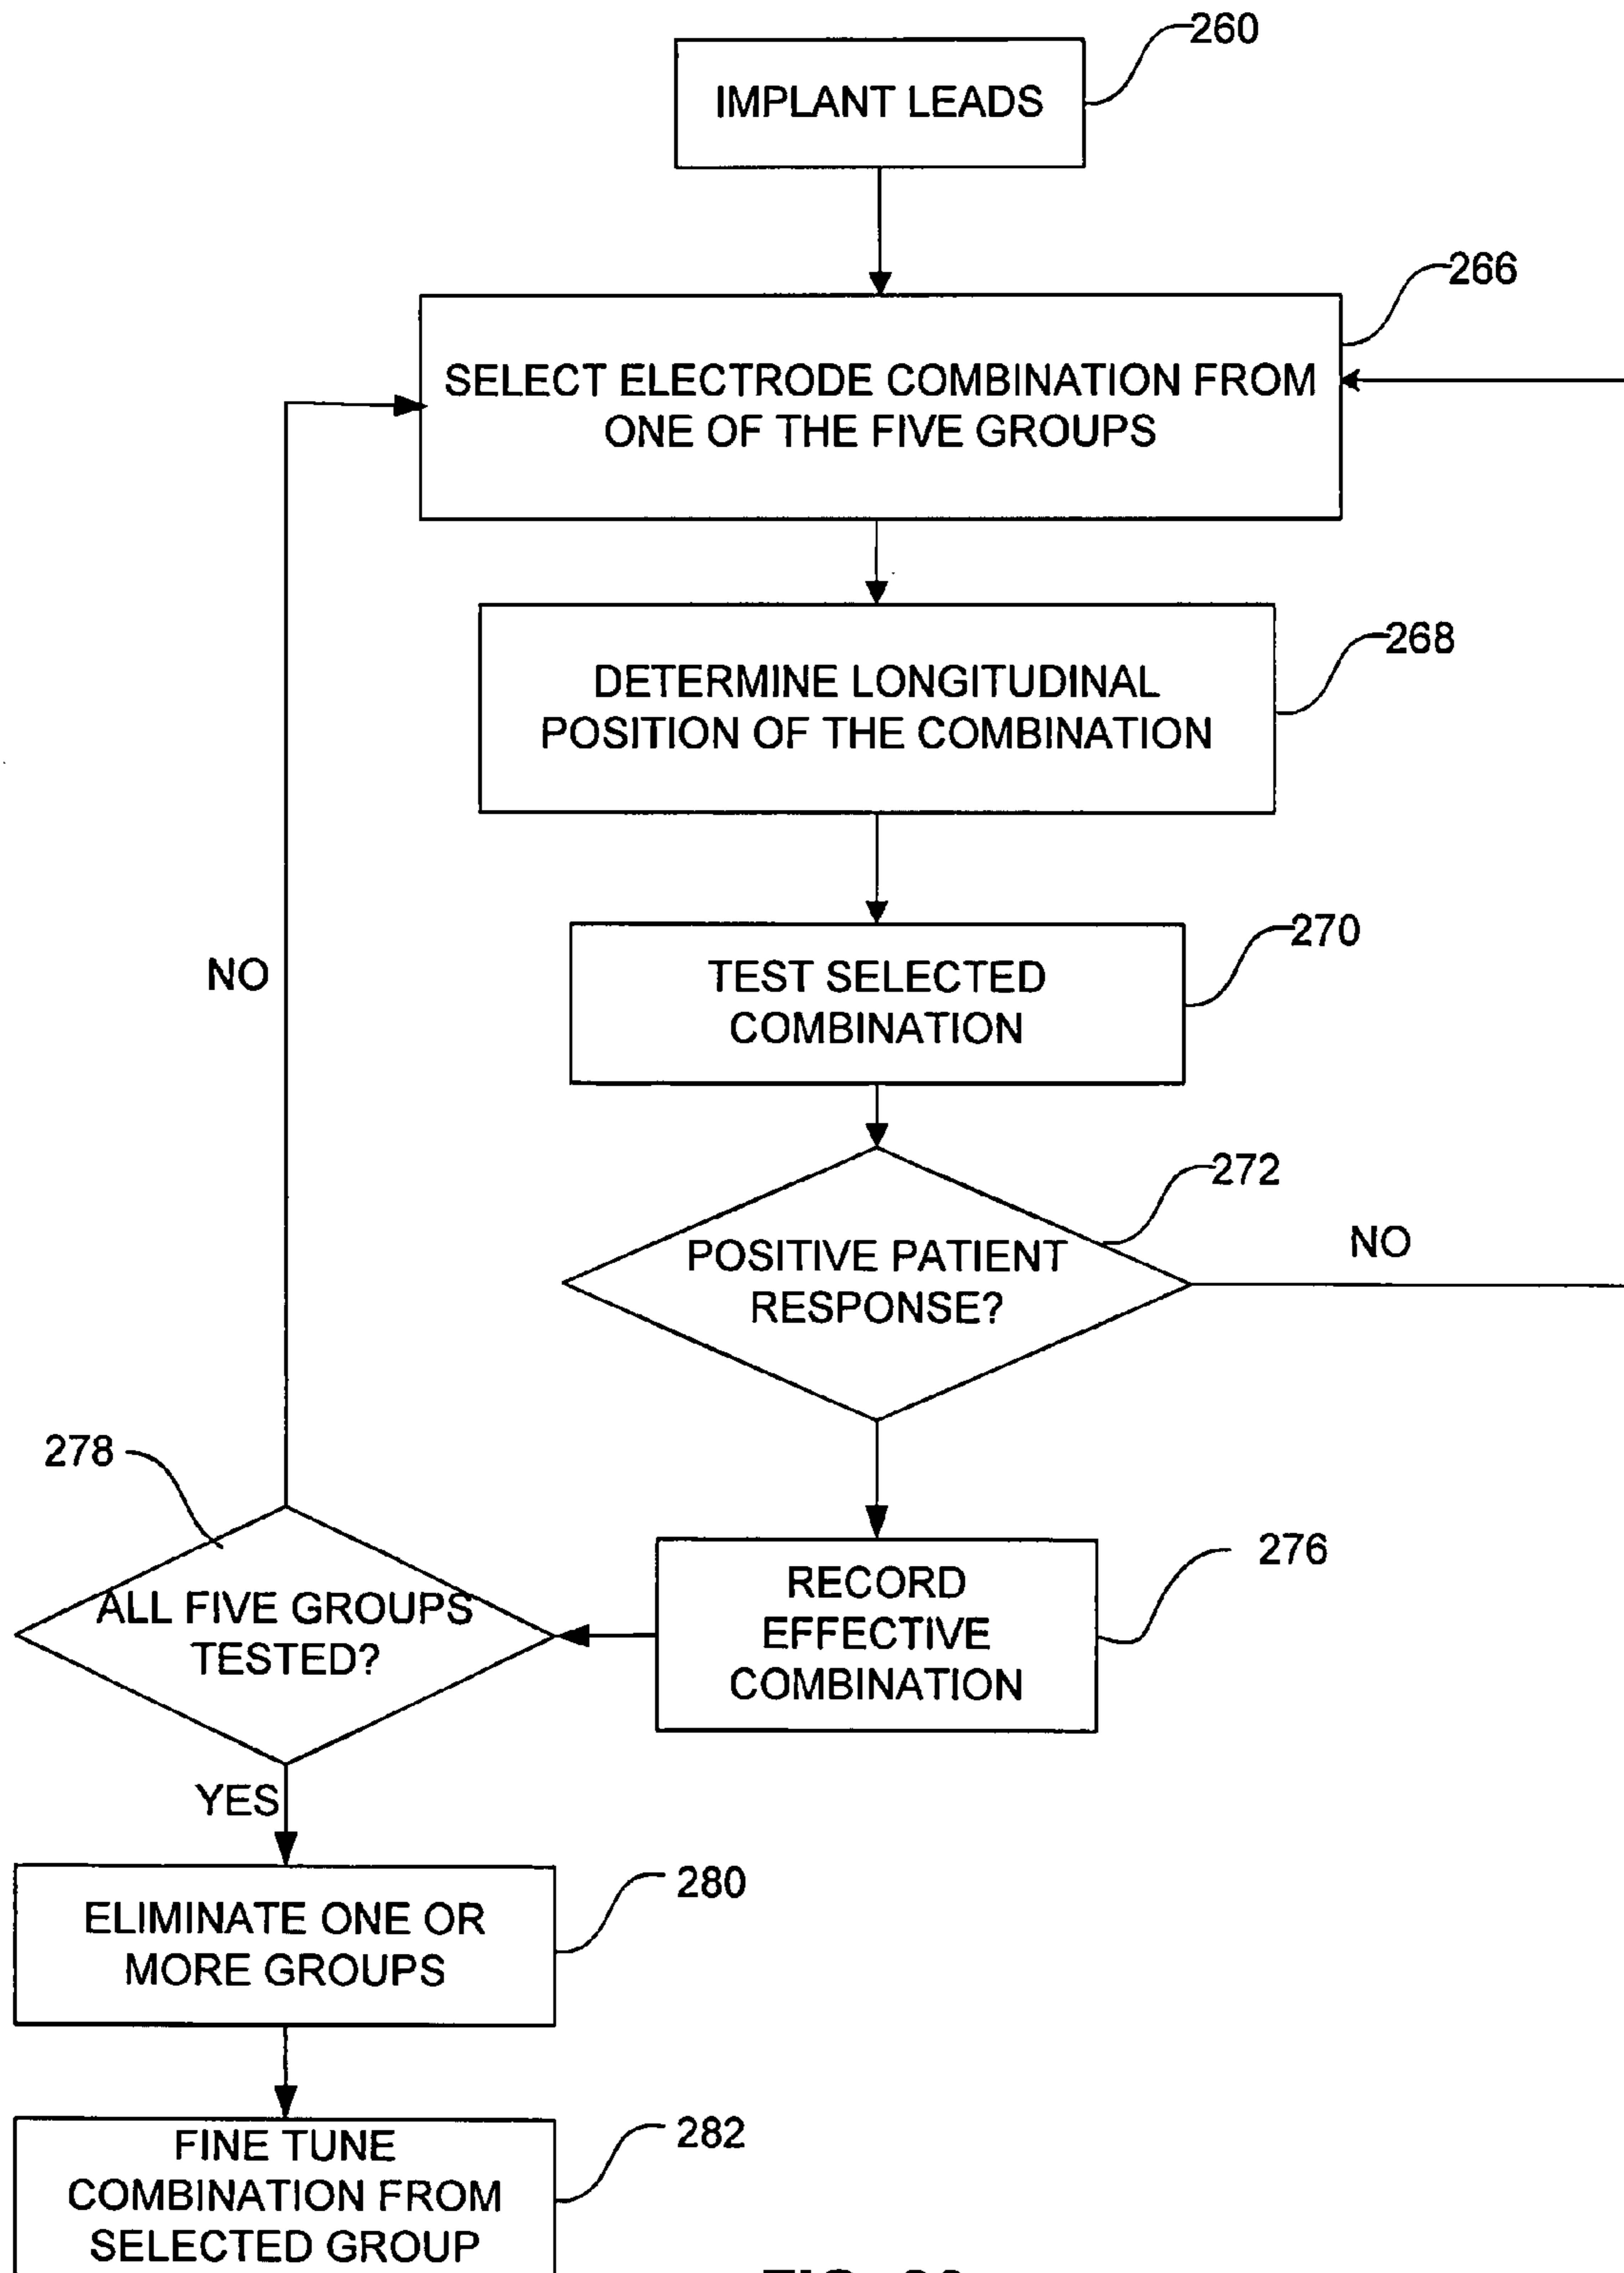 260
IMPLANT LEADS
266
SELECT ELECTRODE COMBINATION FROM
ONE OF THE FIVE GROUPS
268
DETERMINE LONGITUDINAL
POSITION OF THE COMBINATION
270
TEST SELECTED
COMBINATION
NO
272
POSITIVE PATIENT
RESPONSE?
NO
278
276
RECORD
EFFECTIVE
COMBINATION
ALL FIVE GROUPS
TESTED?
YES
280
ELIMINATE ONE OR
MORE GROUPS
282
FINE TUNE
COMBINATION FROM
SELECTED GROUP